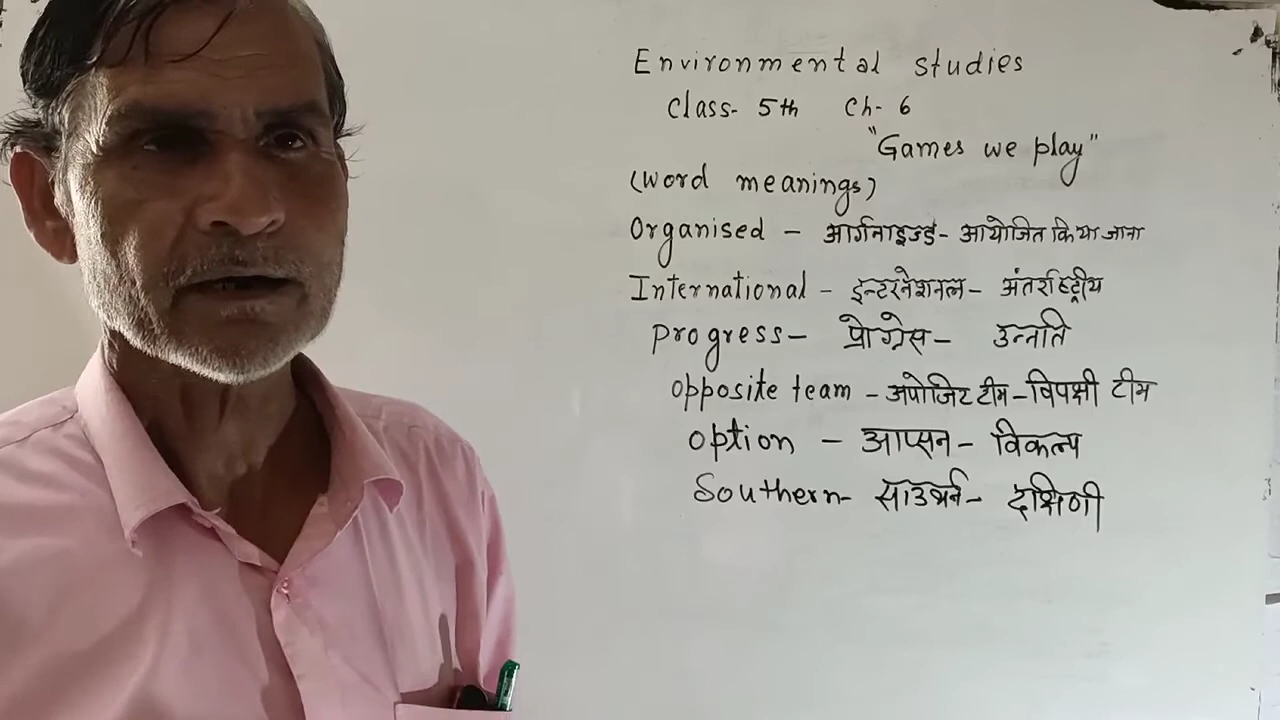 Environmental studies
Class- 5th Ch- 6
"Games we play"
(word meanings)
Organised - आर्गनाइज्ड - आयोजित किया जाना
International - इन्टरनेशनल - अंतर्राष्ट्रीय
Progress - प्रोग्रेस - उन्नति
Opposite team - अपोजिट टीम - विपक्षी टीम
Option - आप्सन - विकल्प
Southern - साउथर्न - दक्षिणी